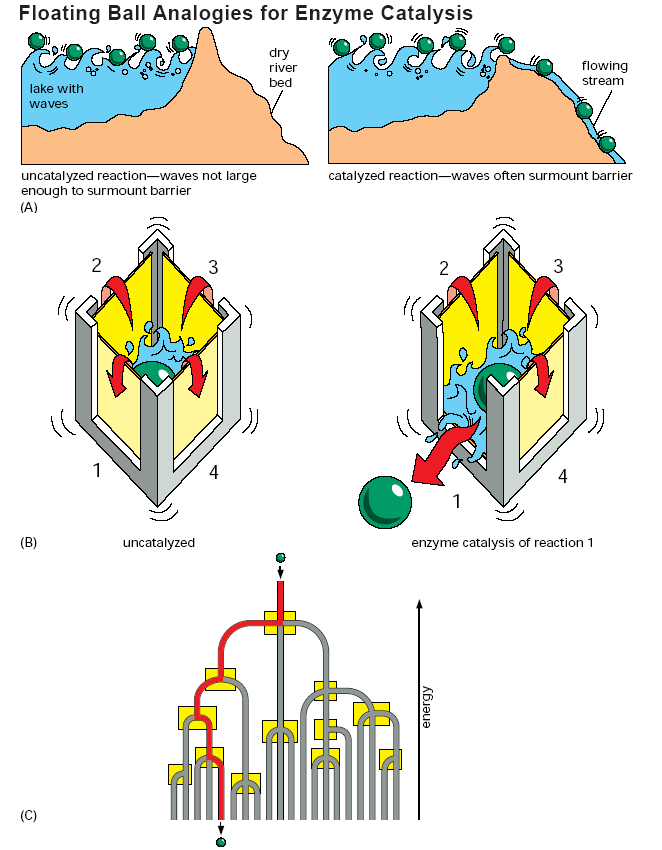 Floating Ball Analogies for Enzyme Catalysis
lake with
waves
dry
river
bed
flowing
stream
uncatalyzed reaction—waves not large
enough to surmount barrier
catalyzed reaction—waves often surmount barrier
(A)
2
3
1
4
2
3
1
4
(B)
uncatalyzed
enzyme catalysis of reaction 1
energy
(C)